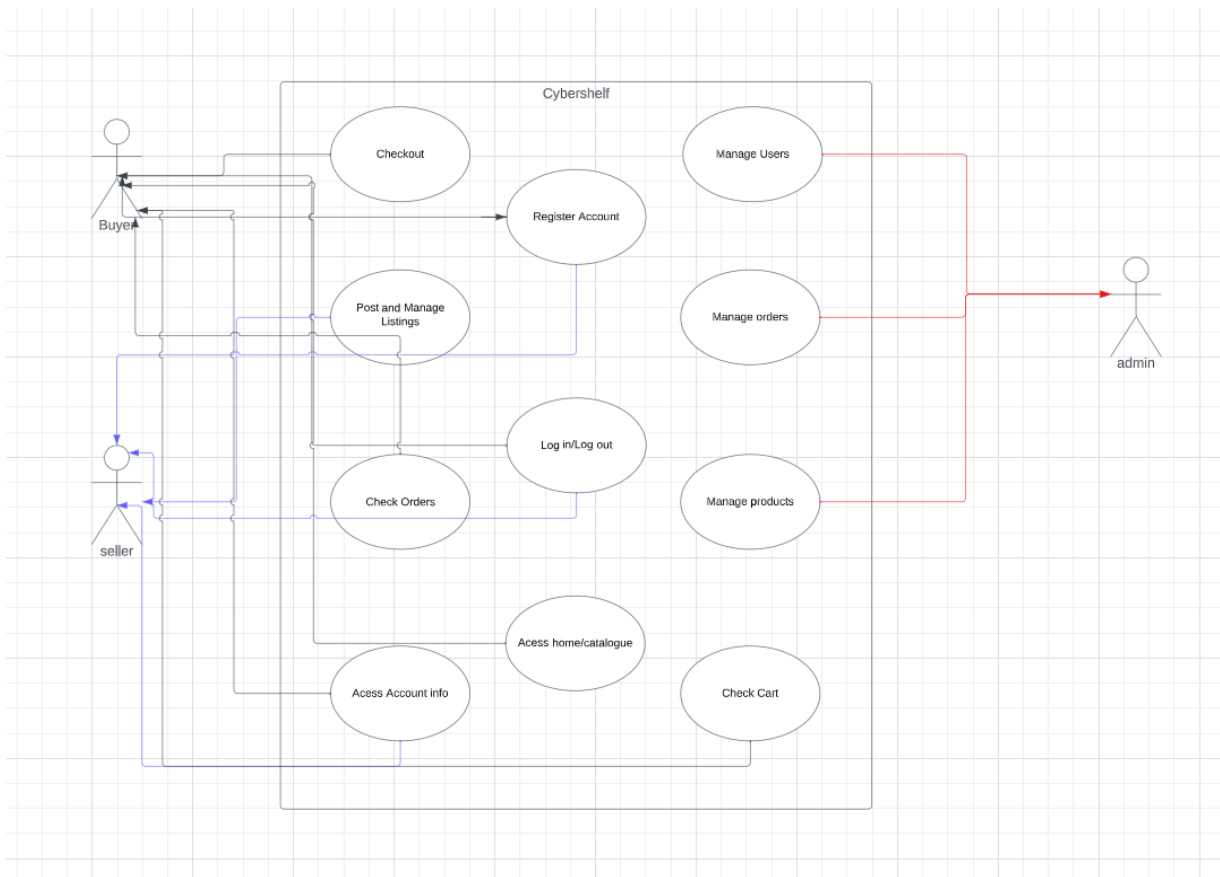 Cybershelf
Checkout
Manage Users
Buyer
Register Account
Post and Manage
Listings
Manage orders
admin
Log in/Log out
Check Orders
Manage products
seller
Acess home/catalogue
Acess Account info
Check Cart